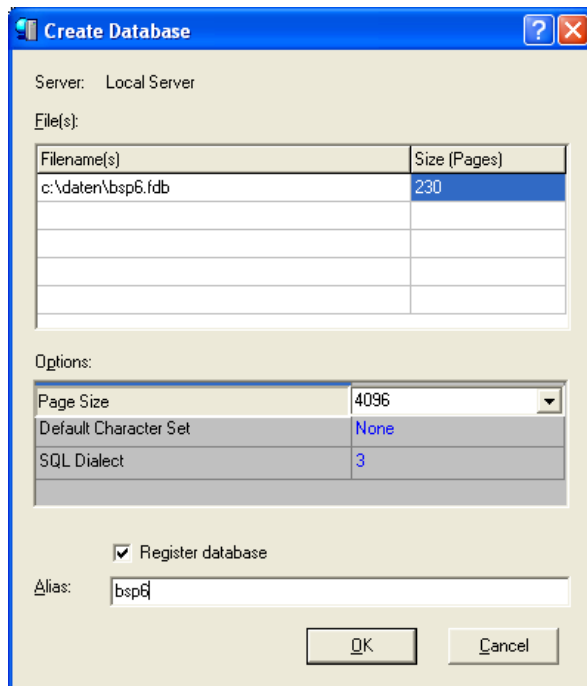 Create Database
Server: Local Server
File(s):
Filename(s) Size (Pages)
c:\daten\bsp6.fdb 230
Options:
Page Size 4096
Default Character Set None
SQL Dialect 3
Register database
Alias: bsp6
OK Cancel